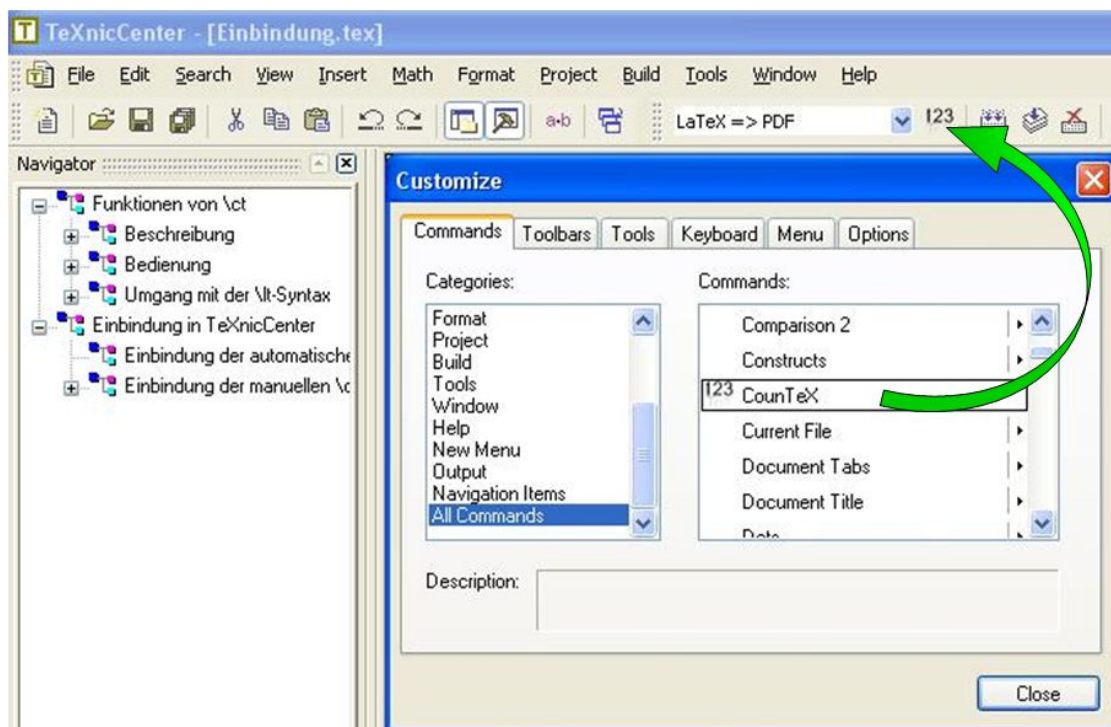 TeXnicCenter - [Einbindung.tex]
File Edit Search View Insert Math Format Project Build Tools Window Help
a·b LaTeX => PDF 123
Navigator
Funktionen von \ct
Beschreibung
Bedienung
Umgang mit der \lt-Syntax
Einbindung in TeXnicCenter
Einbindung der automatische
Einbindung der manuellen \c
Customize
Commands Toolbars Tools Keyboard Menu Options
Categories:
Format
Project
Build
Tools
Window
Help
New Menu
Output
Navigation Items
All Commands
Commands:
Comparison 2
Constructs
123 CounTeX
Current File
Document Tabs
Document Title
Description:
Close